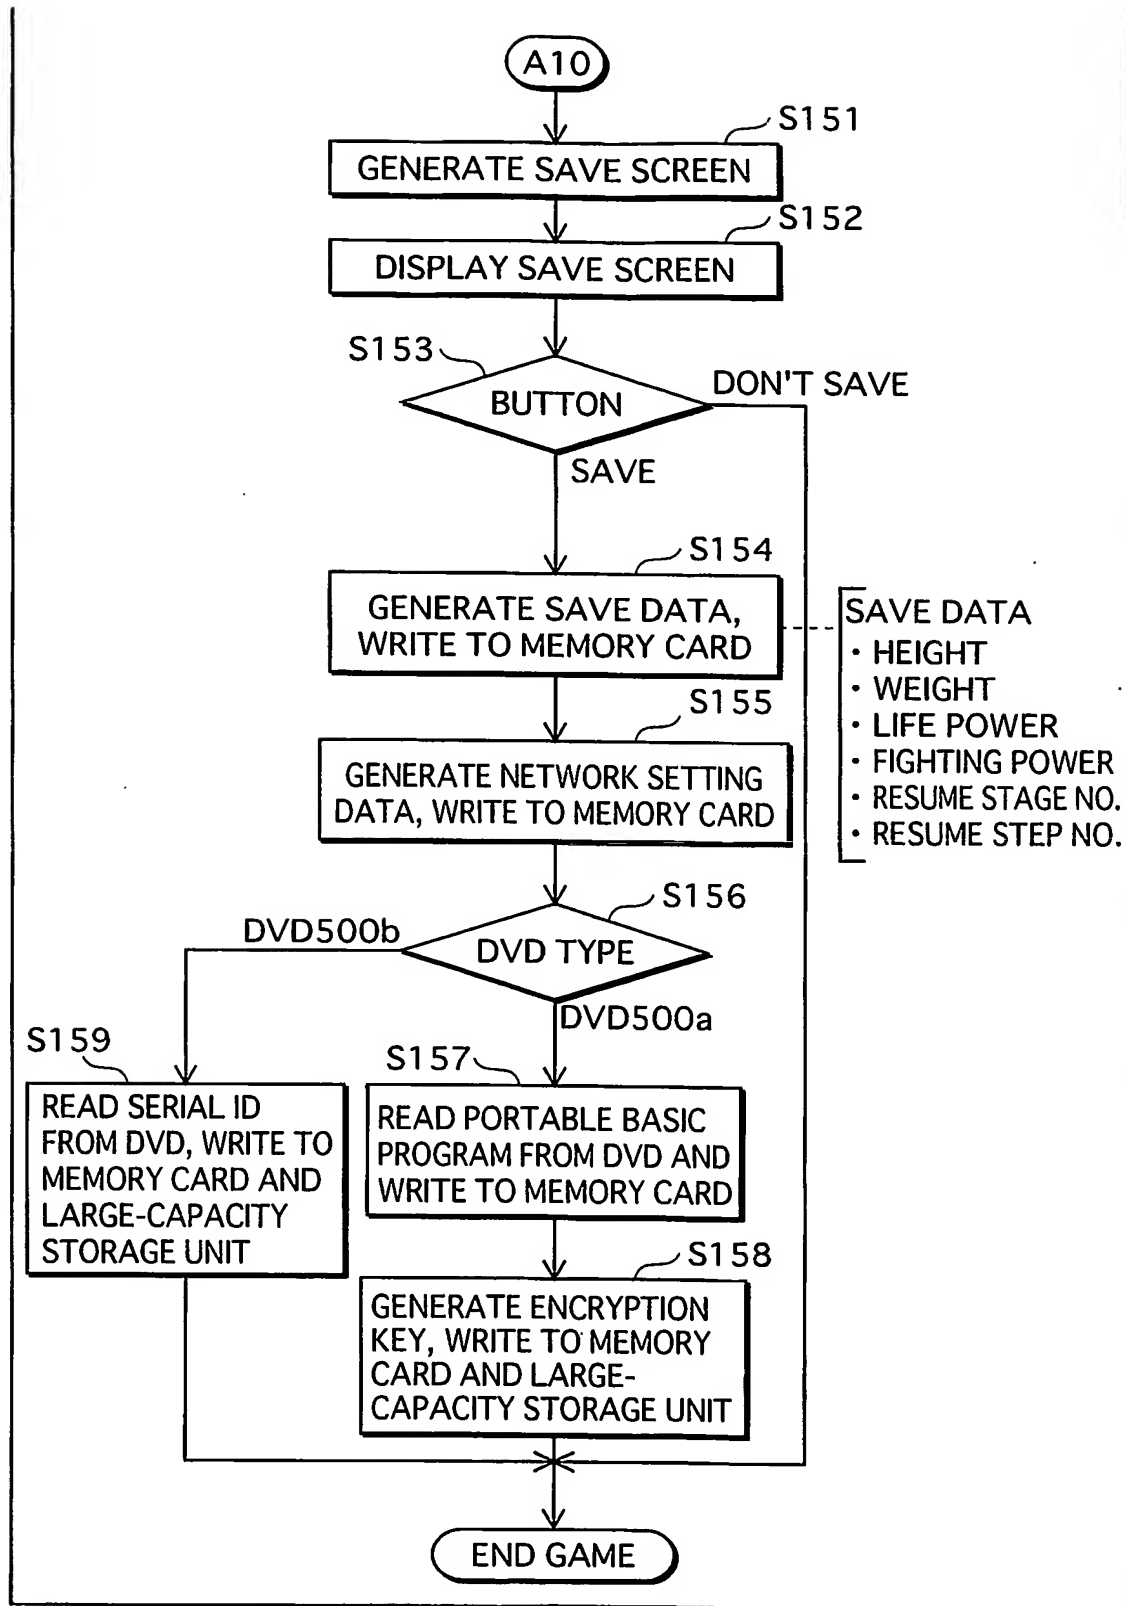 A10
S151
GENERATE SAVE SCREEN
S152
DISPLAY SAVE SCREEN
S153
BUTTON
DON'T SAVE
SAVE
S154
GENERATE SAVE DATA,
WRITE TO MEMORY CARD
SAVE DATA
· HEIGHT
· WEIGHT
· LIFE POWER
· FIGHTING POWER
· RESUME STAGE NO.
· RESUME STEP NO.
S155
GENERATE NETWORK SETTING
DATA, WRITE TO MEMORY CARD
S156
DVD TYPE
DVD500b
DVD500a
S159
READ SERIAL ID
FROM DVD, WRITE TO
MEMORY CARD AND
LARGE-CAPACITY
STORAGE UNIT
S157
READ PORTABLE BASIC
PROGRAM FROM DVD AND
WRITE TO MEMORY CARD
S158
GENERATE ENCRYPTION
KEY, WRITE TO MEMORY
CARD AND LARGE-
CAPACITY STORAGE UNIT
END GAME